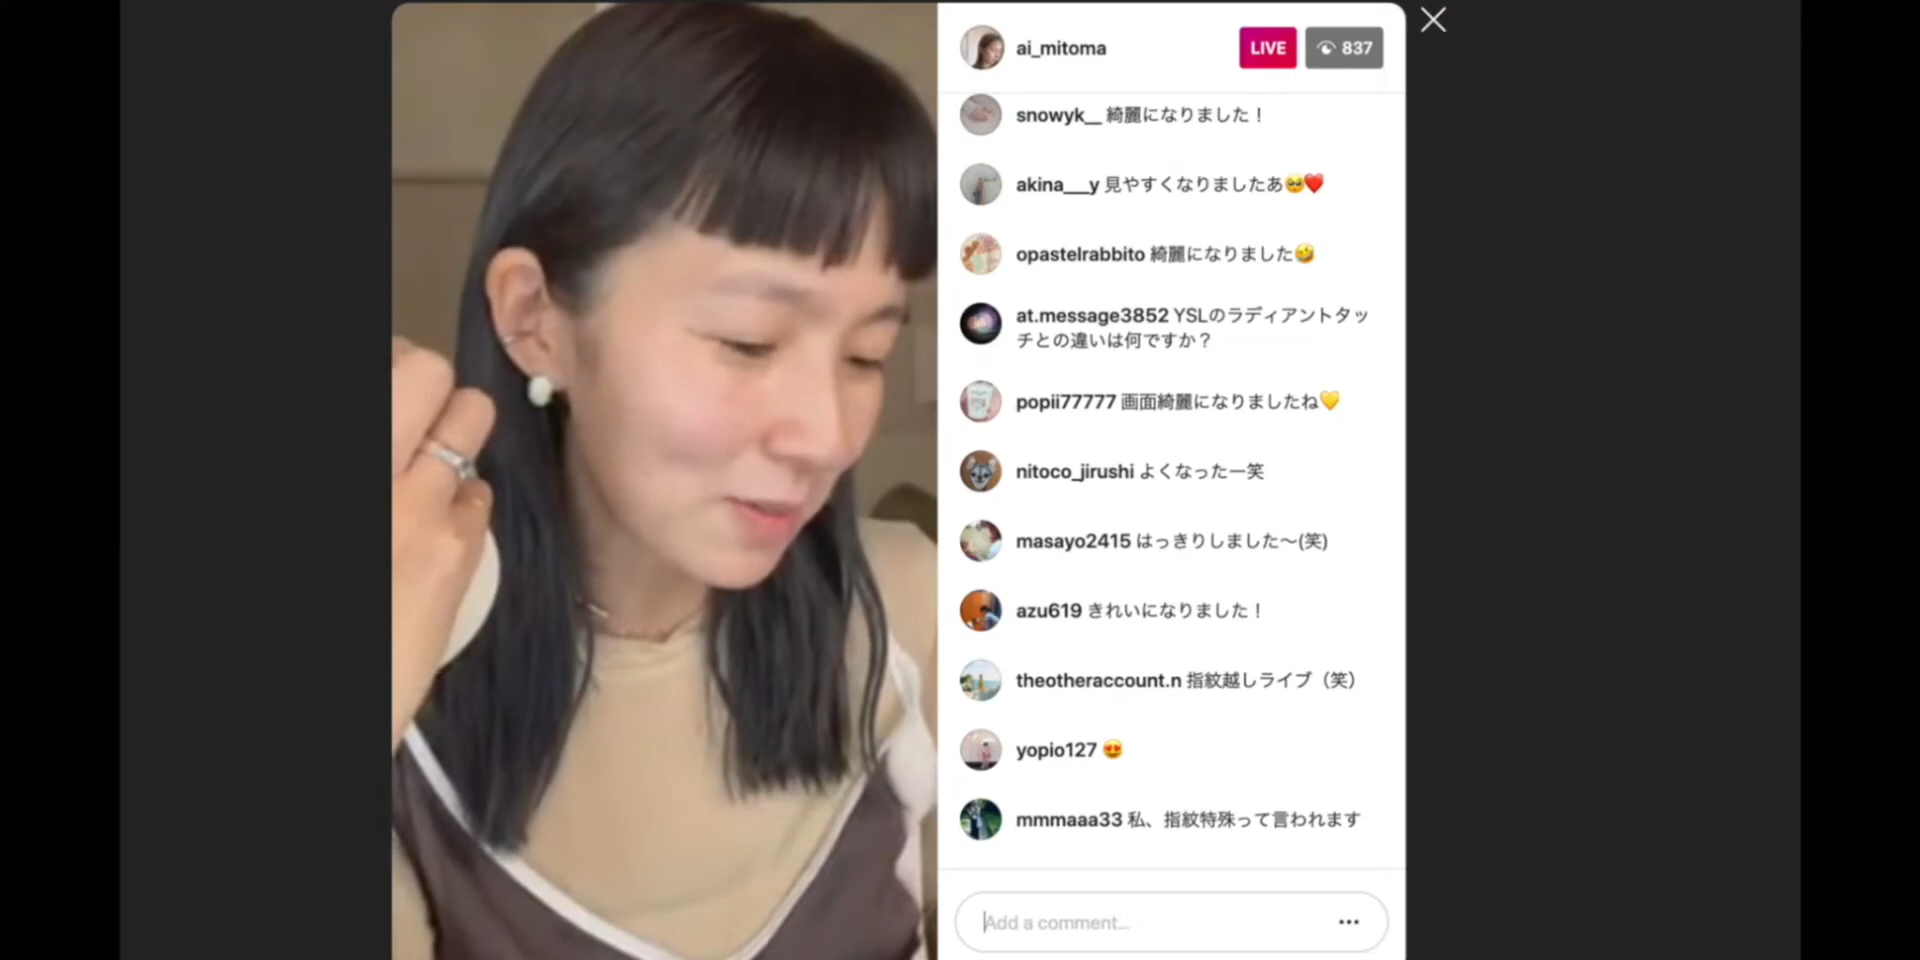 ai_mitoma
LIVE
837
snowyk__ 綺麗になりました！
akina___y 見やすくなりましたあ🥺❤️
opastelrabbito 綺麗になりました🤣
at.message3852 YSLのラディアントタッ
チとの違いは何ですか？
popii77777 画面綺麗になりましたね💛
nitoco_jirushi よくなったー笑
masayo2415 はっきりしました〜(笑)
azu619 きれいになりました！
theotheraccount.n 指紋越しライブ（笑）
yopio127 😍
mmmaaa33 私、指紋特殊って言われます
Add a comment...